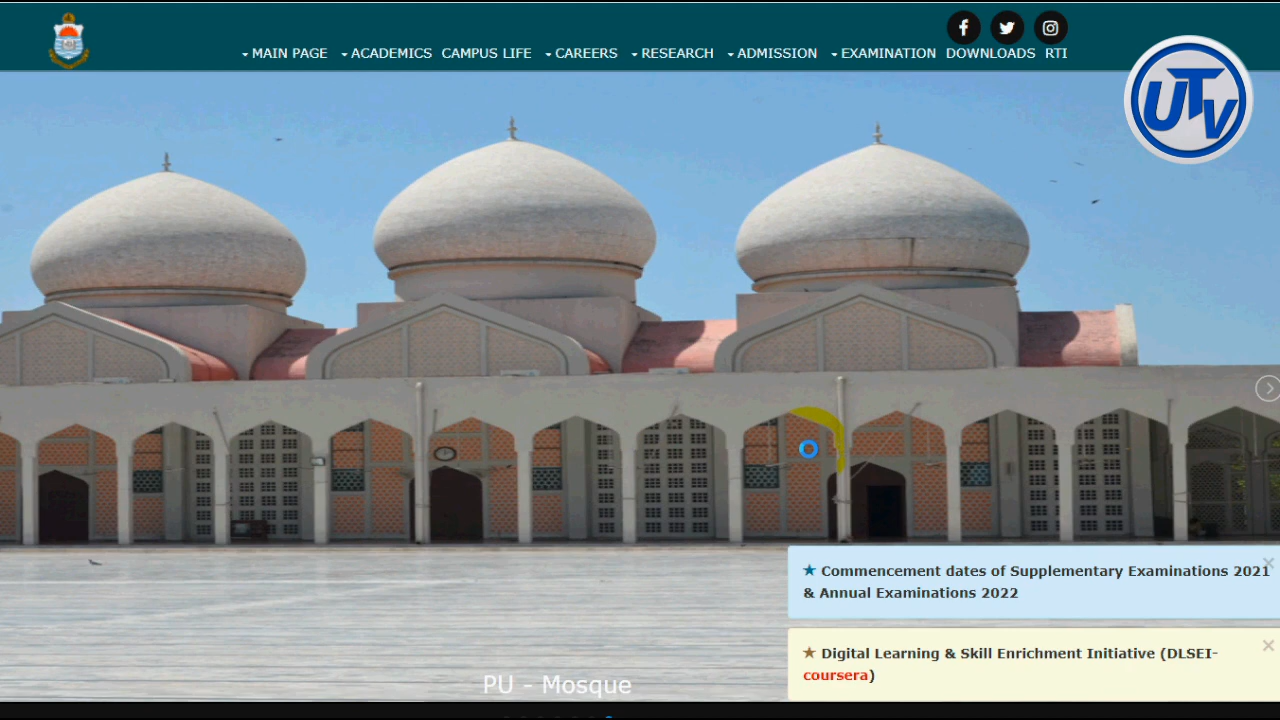 MAIN PAGE ACADEMICS CAMPUS LIFE CAREERS RESEARCH ADMISSION EXAMINATION DOWNLOADS RTI
UTV
★ Commencement dates of Supplementary Examinations 2021
& Annual Examinations 2022
★ Digital Learning & Skill Enrichment Initiative (DLSEI-
coursera)
PU - Mosque